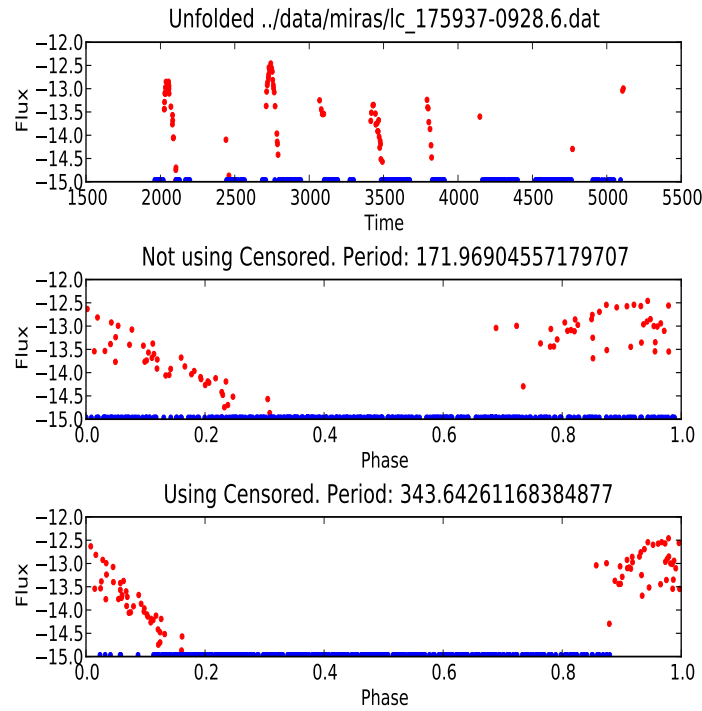 Unfolded ../data/miras/lc_175937-0928.6.dat
−12.0
−12.5
−13.0
−13.5
−14.0
−14.5
−15.0
Flux
1500 2000 2500 3000 3500 4000 4500 5000 5500
Time
Not using Censored. Period: 171.96904557179707
−12.0
−12.5
−13.0
−13.5
−14.0
−14.5
−15.0
Flux
0.0 0.2 0.4 0.6 0.8 1.0
Phase
Using Censored. Period: 343.64261168384877
−12.0
−12.5
−13.0
−13.5
−14.0
−14.5
−15.0
Flux
0.0 0.2 0.4 0.6 0.8 1.0
Phase